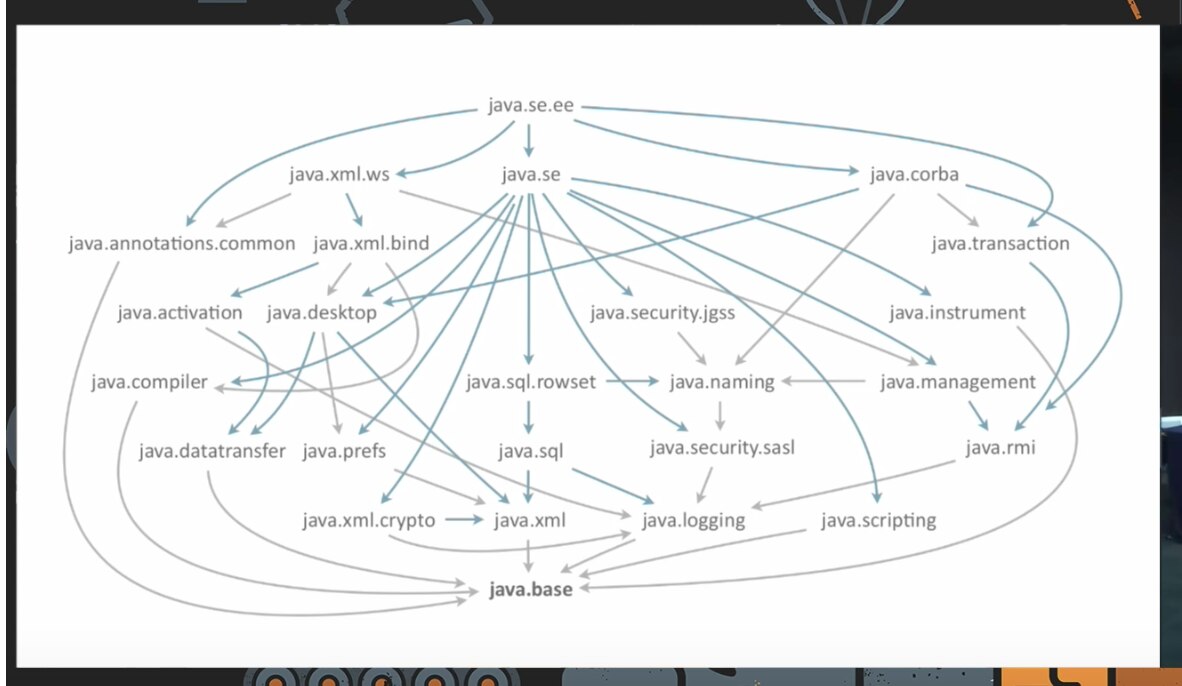 java.se.ee
java.xml.ws
java.se
java.corba
java.annotations.common
java.xml.bind
java.transaction
java.activation
java.desktop
java.security.jgss
java.instrument
java.compiler
java.sql.rowset
java.naming
java.management
java.datatransfer
java.prefs
java.sql
java.security.sasl
java.rmi
java.xml.crypto
java.xml
java.logging
java.scripting
java.base